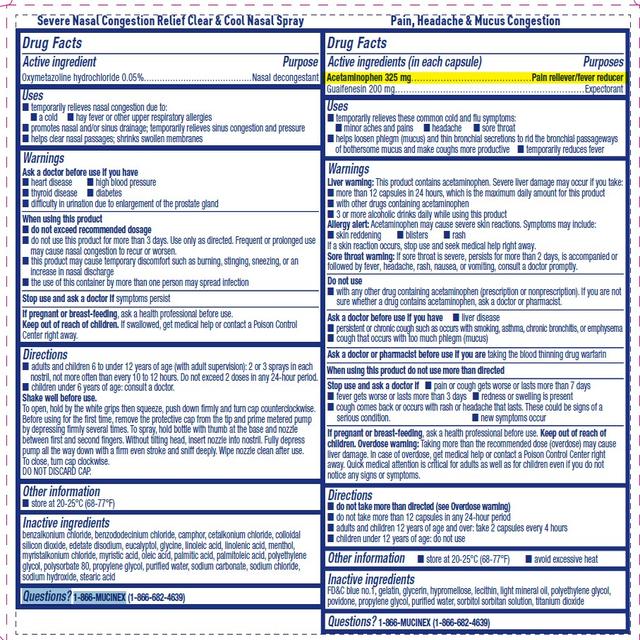 Severe Nasal Congestion Relief Clear & Cool Nasal Spray
Drug Facts
Active ingredient Purpose
Oxymetazoline hydrochloride 0.05%.....Nasal decongestant
Uses
■ temporarily relieves nasal congestion due to:
■ a cold ■ hay fever or other upper respiratory allergies
■ promotes nasal and/or sinus drainage; temporarily relieves sinus congestion and pressure
■ helps clear nasal passages; shrinks swollen membranes
Warnings
Ask a doctor before use if you have
■ heart disease ■ high blood pressure
■ thyroid disease ■ diabetes
■ difficulty in urination due to enlargement of the prostate gland
When using this product
■ do not exceed recommended dosage
■ do not use this product for more than 3 days. Use only as directed. Frequent or prolonged use
may cause nasal congestion to recur or worsen.
■ this product may cause temporary discomfort such as burning, stinging, sneezing, or an
increase in nasal discharge
■ the use of this container by more than one person may spread infection
Stop use and ask a doctor if symptoms persist
If pregnant or breast-feeding, ask a health professional before use.
Keep out of reach of children. If swallowed, get medical help or contact a Poison Control
Center right away.
Directions
■ adults and children 6 to under 12 years of age (with adult supervision): 2 or 3 sprays in each
nostril, not more often than every 10 to 12 hours. Do not exceed 2 doses in any 24-hour period.
■ children under 6 years of age: consult a doctor.
Shake well before use.
To open, hold by the white grips then squeeze, push down firmly and turn cap counterclockwise.
Before using for the first time, remove the protective cap from the tip and prime metered pump
by depressing firmly several times. To spray, hold bottle with thumb at the base and nozzle
between first and second fingers. Without tilting head, insert nozzle into nostril. Fully depress
pump all the way down with a firm even stroke and sniff deeply. Wipe nozzle clean after use.
To close, turn cap clockwise.
DO NOT DISCARD CAP.
Other information
■ store at 20-25°C (68-77°F)
Inactive ingredients
benzalkonium chloride, benzododecinium chloride, camphor, cetalkonium chloride, colloidal
silicon dioxide, edetate disodium, eucalyptol, glycine, linoleic acid, linolenic acid, menthol,
myristalkonium chloride, myristic acid, oleic acid, palmitic acid, palmitoleic acid, polyethylene
glycol, polysorbate 80, propylene glycol, purified water, sodium carbonate, sodium chloride,
sodium hydroxide, stearic acid
Questions? 1-866-MUCINEX (1-866-682-4639)
Pain, Headache & Mucus Congestion
Drug Facts
Active ingredients (in each capsule) Purposes
Acetaminophen 325 mg.....Pain reliever/fever reducer
Guaifenesin 200 mg.....Expectorant
Uses
■ temporarily relieves these common cold and flu symptoms:
■ minor aches and pains ■ headache ■ sore throat
■ helps loosen phlegm (mucus) and thin bronchial secretions to rid the bronchial passageways
of bothersome mucus and make coughs more productive ■ temporarily reduces fever
Warnings
Liver warning: This product contains acetaminophen. Severe liver damage may occur if you take:
■ more than 12 capsules in 24 hours, which is the maximum daily amount for this product
■ with other drugs containing acetaminophen
■ 3 or more alcoholic drinks daily while using this product
Allergy alert: Acetaminophen may cause severe skin reactions. Symptoms may include:
■ skin reddening ■ blisters ■ rash
If a skin reaction occurs, stop use and seek medical help right away.
Sore throat warning: If sore throat is severe, persists for more than 2 days, is accompanied or
followed by fever, headache, rash, nausea, or vomiting, consult a doctor promptly.
Do not use
■ with any other drug containing acetaminophen (prescription or nonprescription). If you are not
sure whether a drug contains acetaminophen, ask a doctor or pharmacist.
Ask a doctor before use if you have ■ liver disease
■ persistent or chronic cough such as occurs with smoking, asthma, chronic bronchitis, or emphysema
■ cough that occurs with too much phlegm (mucus)
Ask a doctor or pharmacist before use if you are taking the blood thinning drug warfarin
When using this product do not use more than directed
Stop use and ask a doctor if ■ pain or cough gets worse or lasts more than 7 days
■ fever gets worse or lasts more than 3 days ■ redness or swelling is present
■ cough comes back or occurs with rash or headache that lasts. These could be signs of a
serious condition. ■ new symptoms occur
If pregnant or breast-feeding, ask a health professional before use. Keep out of reach of
children. Overdose warning: Taking more than the recommended dose (overdose) may cause
liver damage. In case of overdose, get medical help or contact a Poison Control Center right
away. Quick medical attention is critical for adults as well as for children even if you do not
notice any signs or symptoms.
Directions
■ do not take more than directed (see Overdose warning)
■ do not take more than 12 capsules in any 24-hour period
■ adults and children 12 years of age and over: take 2 capsules every 4 hours
■ children under 12 years of age: do not use
Other information ■ store at 20-25°C (68-77°F) ■ avoid excessive heat
Inactive ingredients
FD&C blue no.1, gelatin, glycerin, hypromellose, lecithin, light mineral oil, polyethylene glycol,
povidone, propylene glycol, purified water, sorbitol sorbitan solution, titanium dioxide
Questions? 1-866-MUCINEX (1-866-682-4639)